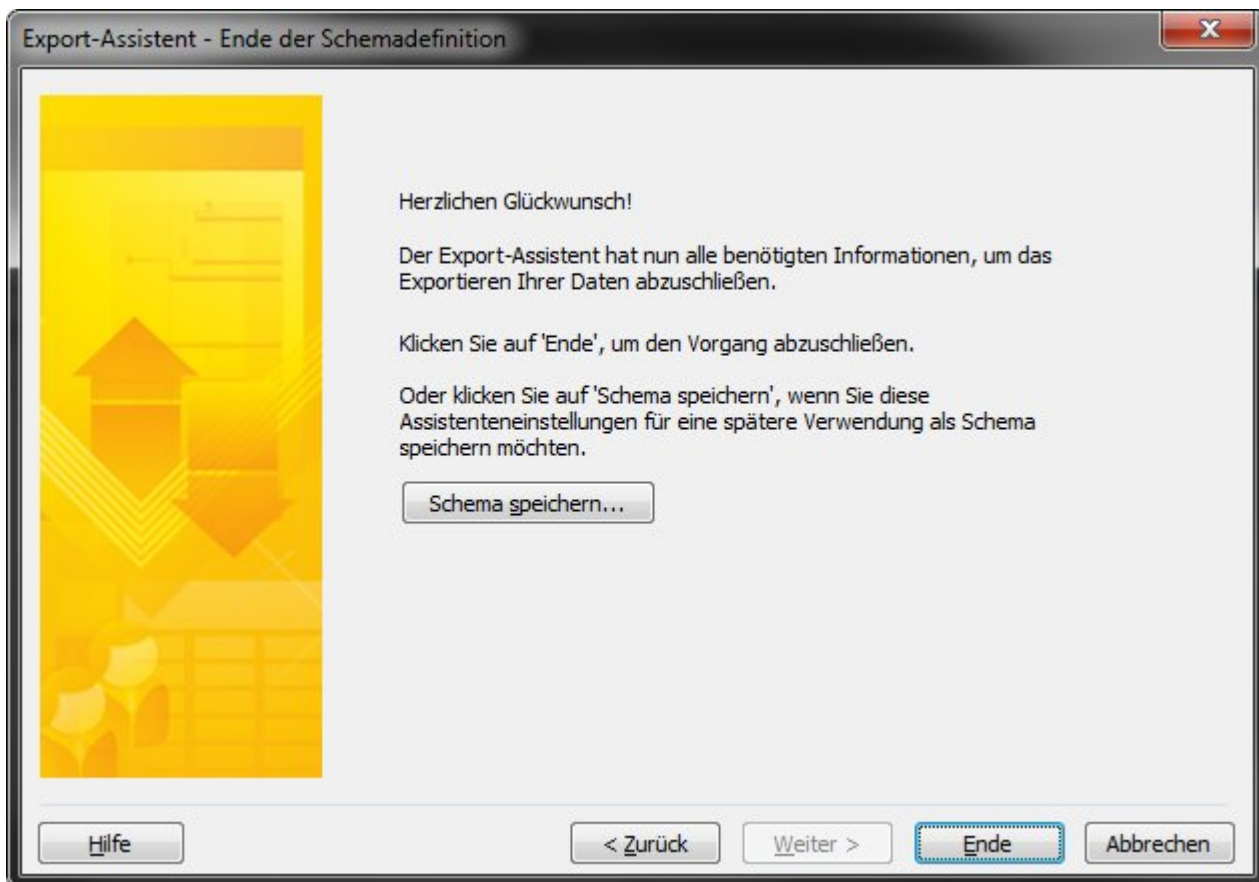 Export-Assistent - Ende der Schemadefinition
Herzlichen Glückwunsch!
Der Export-Assistent hat nun alle benötigten Informationen, um das
Exportieren Ihrer Daten abzuschließen.
Klicken Sie auf 'Ende', um den Vorgang abzuschließen.
Oder klicken Sie auf 'Schema speichern', wenn Sie diese
Assistenteneinstellungen für eine spätere Verwendung als Schema
speichern möchten.
Schema speichern...
Hilfe
< Zurück
Weiter >
Ende
Abbrechen